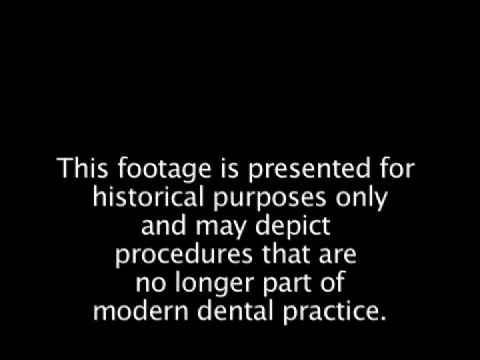 This footage is presented for
historical purposes only
and may depict
procedures that are
no longer part of
modern dental practice.